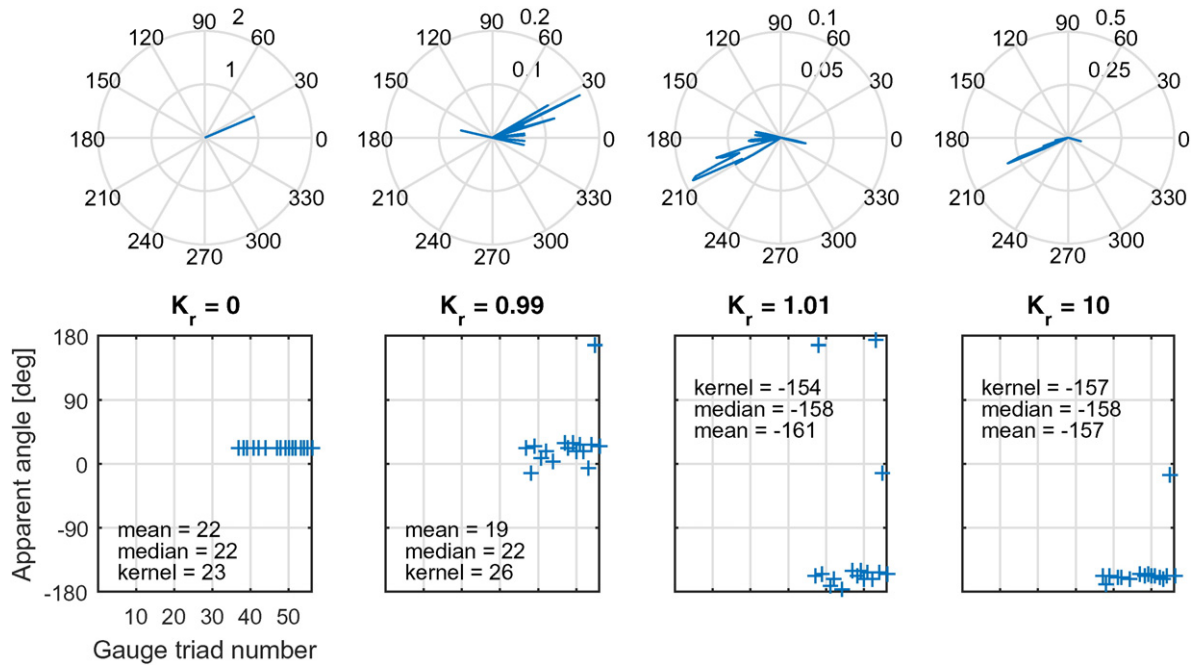 90 2
120 60
1
150 30
180 0
210 330
240 300
270
90 0.2
120 60
0.1
150 30
180 0
210 330
240 300
270
90 0.1
120 60
0.05
150 30
180 0
210 330
240 300
270
90 0.5
120 60
0.25
150 30
180 0
210 330
240 300
270
K_r = 0
K_r = 0.99
K_r = 1.01
K_r = 10
Apparent angle [deg]
180
90
0
-90
-180
mean = 22
median = 22
kernel = 23
10 20 30 40 50
Gauge triad number
mean = 19
median = 22
kernel = 26
kernel = -154
median = -158
mean = -161
kernel = -157
median = -158
mean = -157